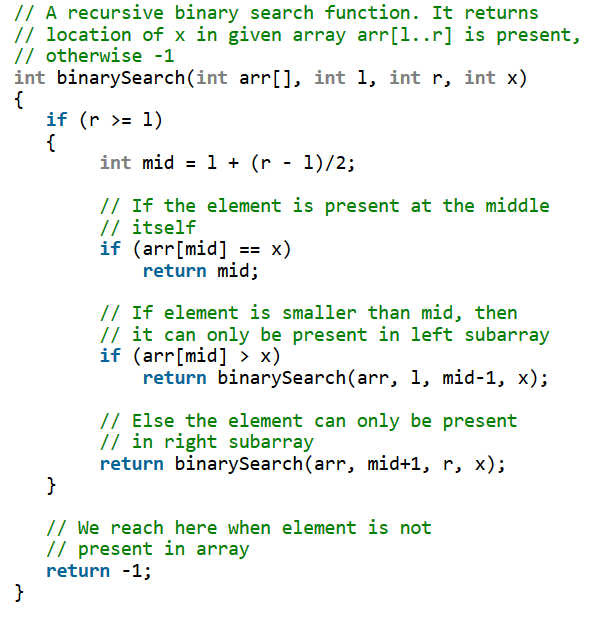 // A recursive binary search function. It returns
// location of x in given array arr[l..r] is present,
// otherwise -1
int binarySearch(int arr[], int l, int r, int x)
{
if (r >= l)
{
int mid = l + (r - l)/2;
// If the element is present at the middle
// itself
if (arr[mid] == x)
return mid;
// If element is smaller than mid, then
// it can only be present in left subarray
if (arr[mid] > x)
return binarySearch(arr, l, mid-1, x);
// Else the element can only be present
// in right subarray
return binarySearch(arr, mid+1, r, x);
}
// We reach here when element is not
// present in array
return -1;
}